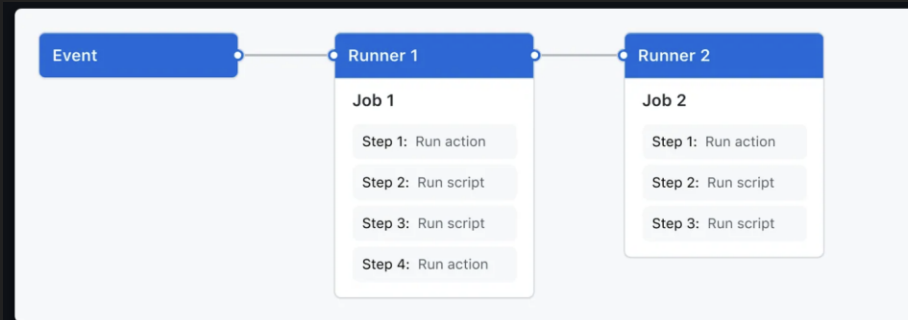 Event
Runner 1
Job 1
Step 1: Run action
Step 2: Run script
Step 3: Run script
Step 4: Run action
Runner 2
Job 2
Step 1: Run action
Step 2: Run script
Step 3: Run script